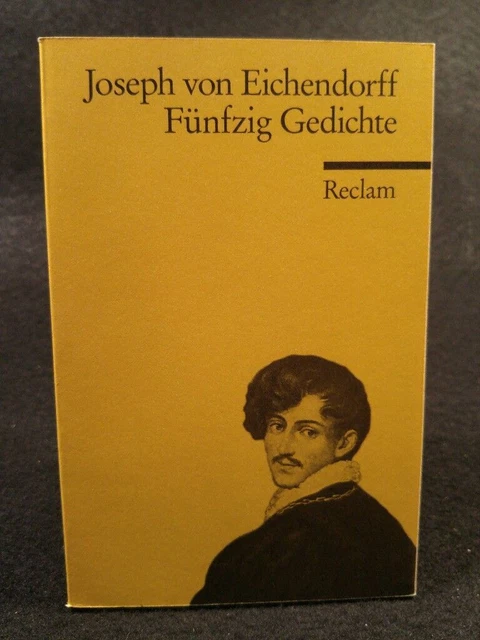 Joseph von Eichendorff
Fünfzig Gedichte
Reclam